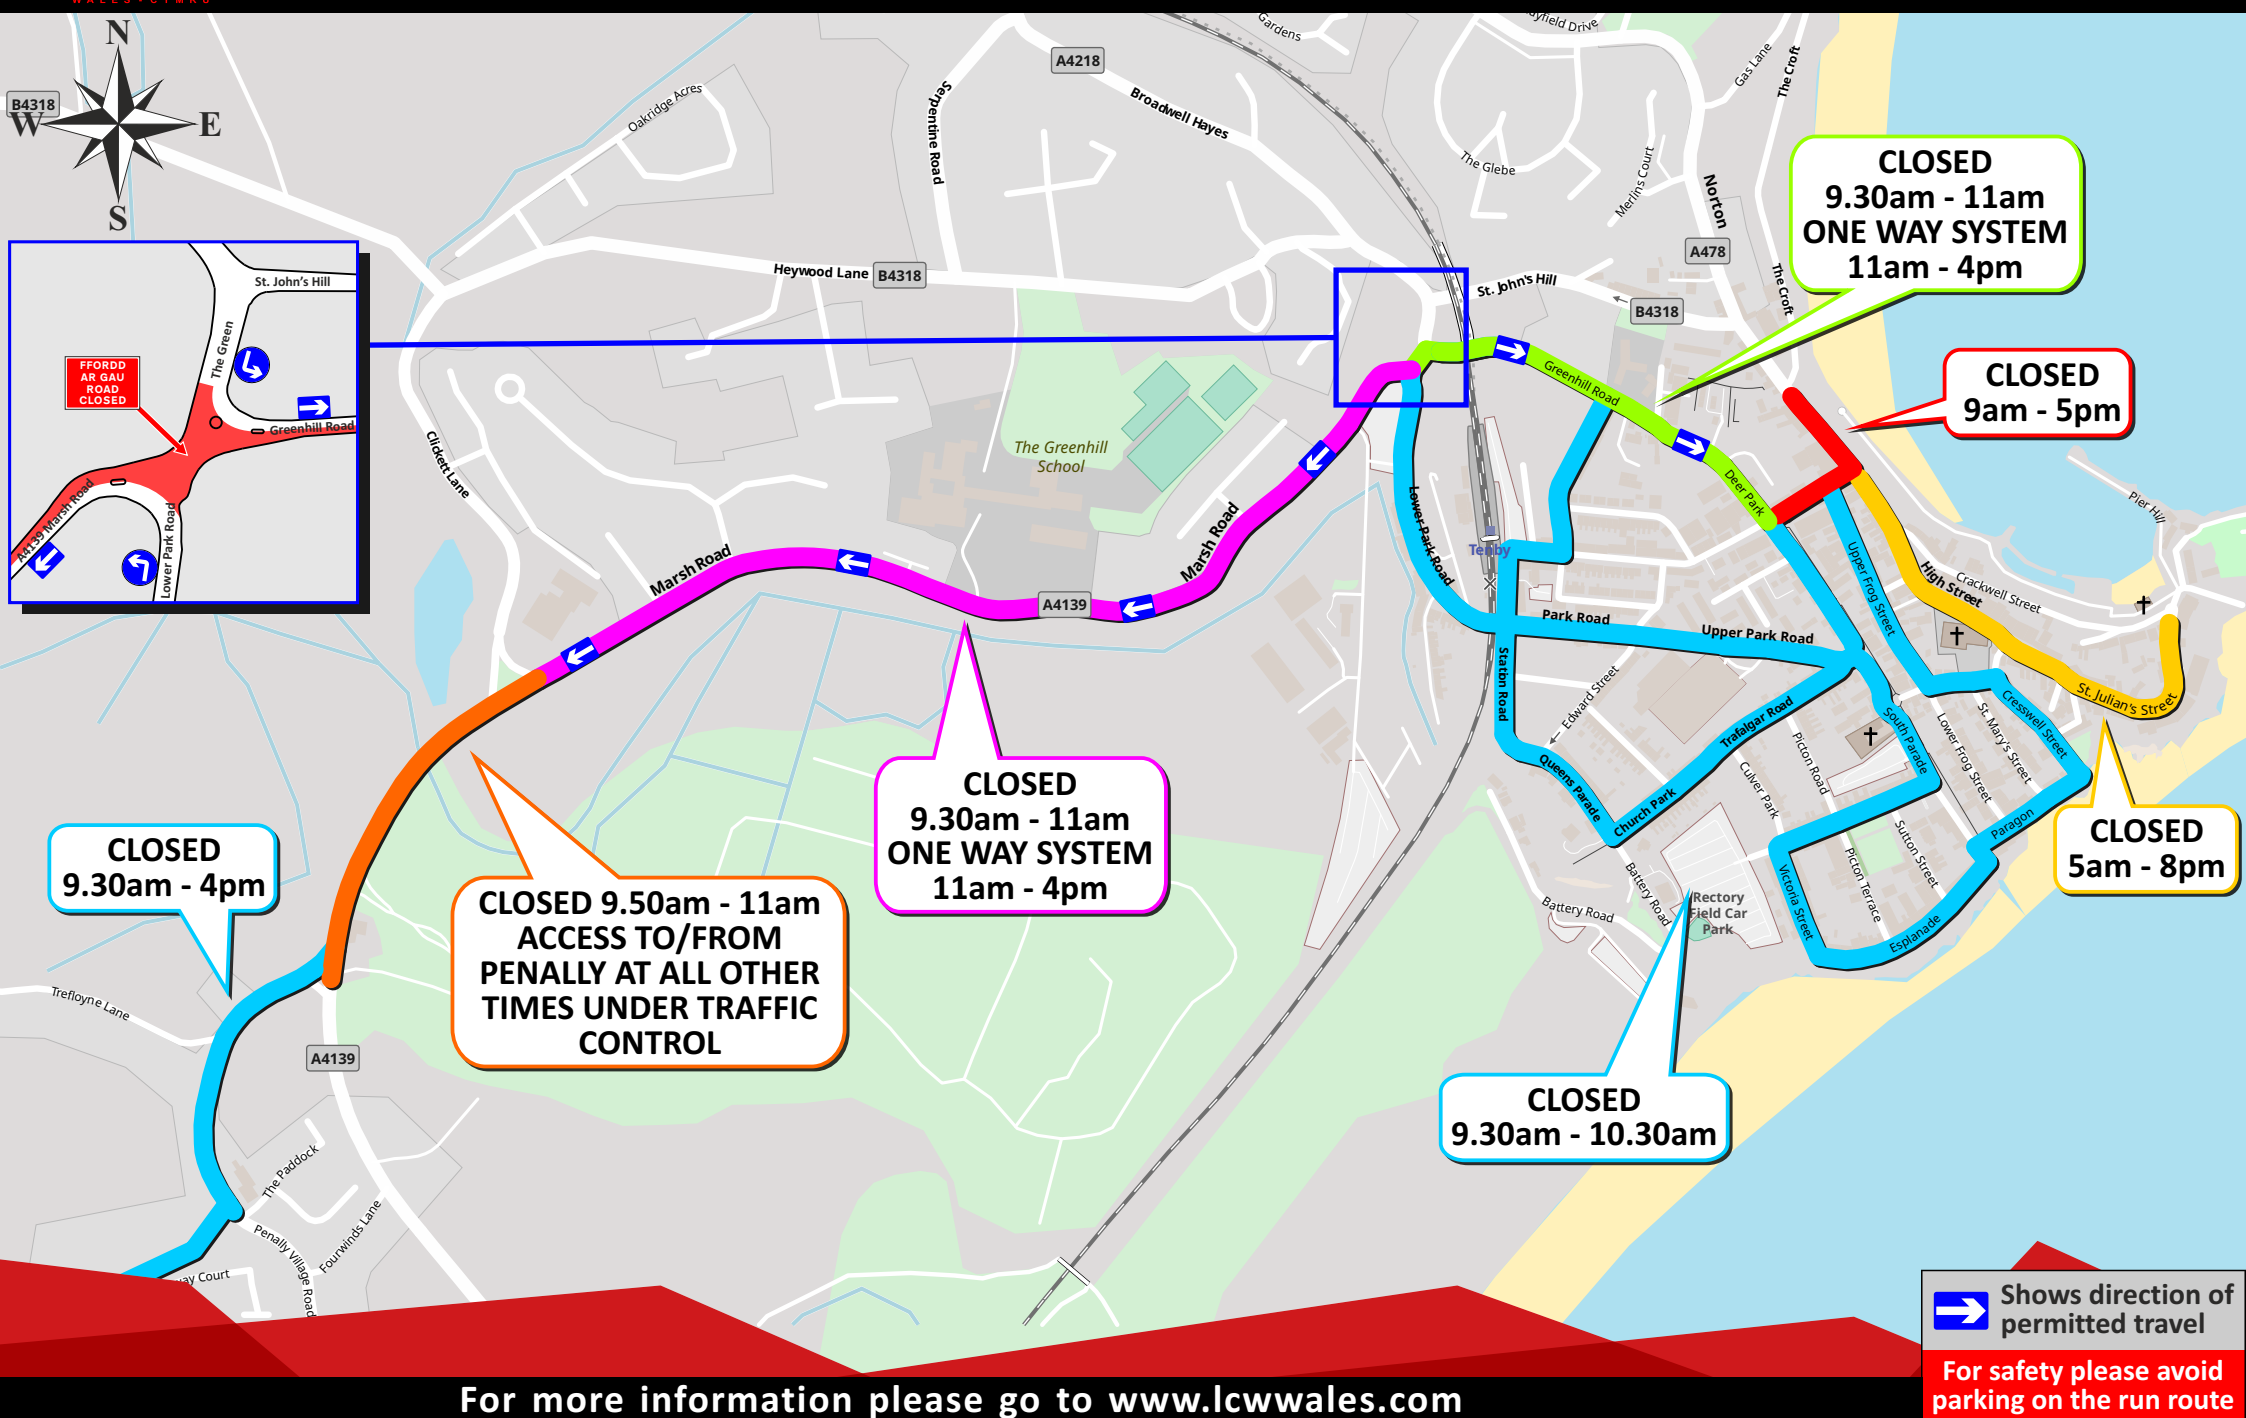 WALES • CYMRU
N
W
E
S
B4318
A4218
Broadwell Hayes
Serpentine Road
Oakridge Acres
Gardens
ayfield Drive
Gas Lane
The Croft
The Glebe
Merlins Court
Norton
A478
The Croft
CLOSED
9.30am - 11am
ONE WAY SYSTEM
11am - 4pm
Heywood Lane
B4318
St. John's Hill
B4318
St. John's Hill
The Green
FFORDD
AR GAU
ROAD
CLOSED
Greenhill Road
A4139 Marsh Road
Lower Park Road
CLOSED
9am - 5pm
Greenhill Road
Deer Park
The Greenhill
School
Clickett Lane
Marsh Road
A4139
Marsh Road
Lower Park Road
Tenby
Park Road
Upper Park Road
Upper Frog Street
High Street
Crackwell Street
Pier Hill
St. Julian's Street
Station Road
Edward Street
Queens Parade
Church Park
Trafalgar Road
South Parade
Lower Frog Street
St. Mary's Street
Cresswell Street
Paragon
Culver Park
Picton Road
Picton Terrace
Sutton Street
Victoria Street
Esplanade
Battery Road
Battery Road
Rectory
Field Car
Park
CLOSED
5am - 8pm
CLOSED
9.30am - 11am
ONE WAY SYSTEM
11am - 4pm
CLOSED
9.30am - 4pm
CLOSED 9.50am - 11am
ACCESS TO/FROM
PENALLY AT ALL OTHER
TIMES UNDER TRAFFIC
CONTROL
CLOSED
9.30am - 10.30am
Trefloyne Lane
A4139
The Paddock
Fourwinds Lane
Penally Village Road
way Court
Shows direction of
permitted travel
For safety please avoid
parking on the run route
For more information please go to www.lcwwales.com